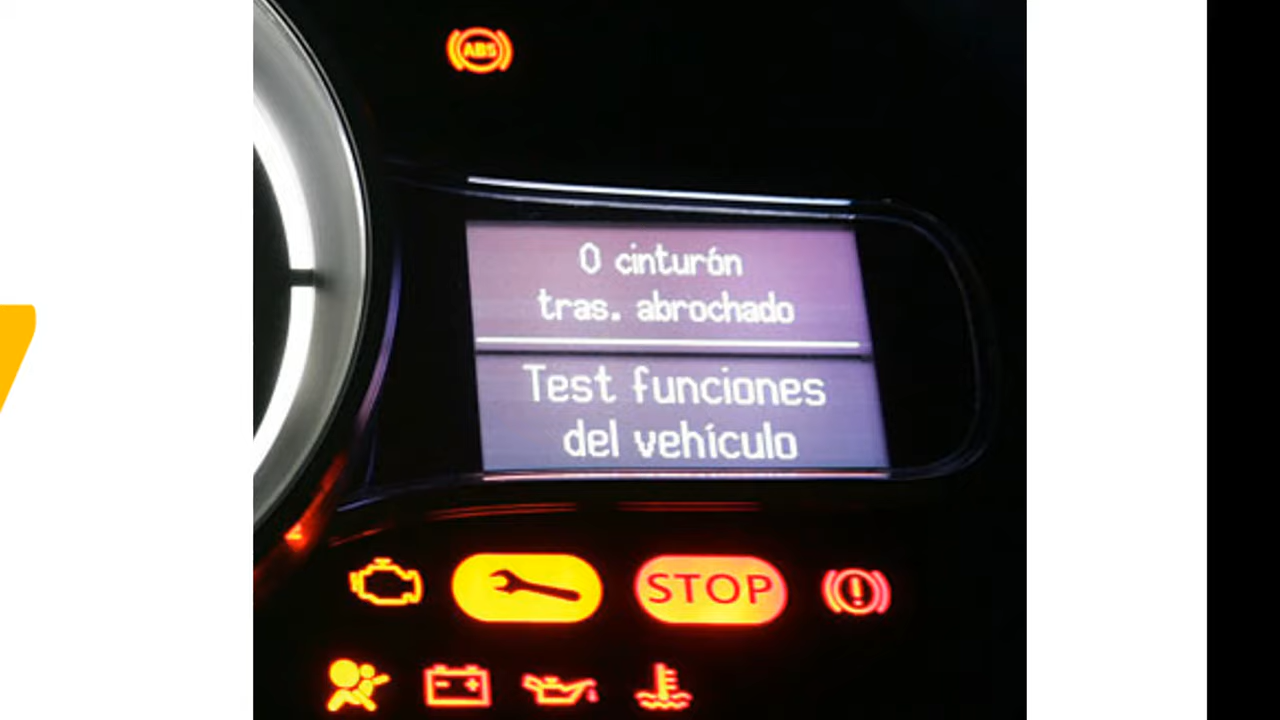 ABS
0 cinturón
tras. abrochado
Test funciones
del vehículo
STOP